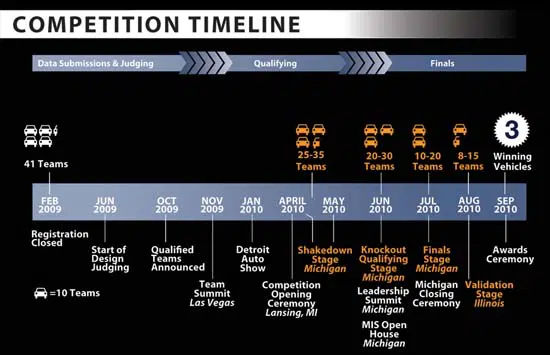 COMPETITION TIMELINE
Data Submissions & Judging
Qualifying
Finals
41 Teams
25-35
Teams
20-30
Teams
10-20
Teams
8-15
Teams
3
Winning
Vehicles
FEB
2009
JUN
2009
OCT
2009
NOV
2009
JAN
2010
APRIL
2010
MAY
2010
JUN
2010
JUL
2010
AUG
2010
SEP
2010
Registration
Closed
Start of
Design
Judging
Qualified
Teams
Announced
Team
Summit
Las Vegas
Detroit
Auto
Show
Competition
Opening
Ceremony
Lansing, MI
Shakedown
Stage
Michigan
Knockout
Qualifying
Stage
Michigan
Leadership
Summit
Michigan
MIS Open
House
Michigan
Finals
Stage
Michigan
Michigan
Closing
Ceremony
Validation
Stage
Illinois
Awards
Ceremony
=10 Teams